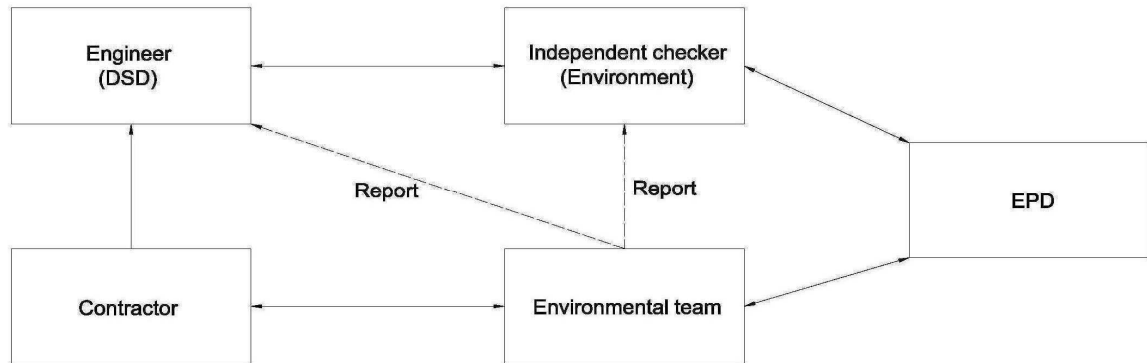 Engineer
(DSD)
Independent checker
(Environment)
Report
Report
EPD
Contractor
Environmental team